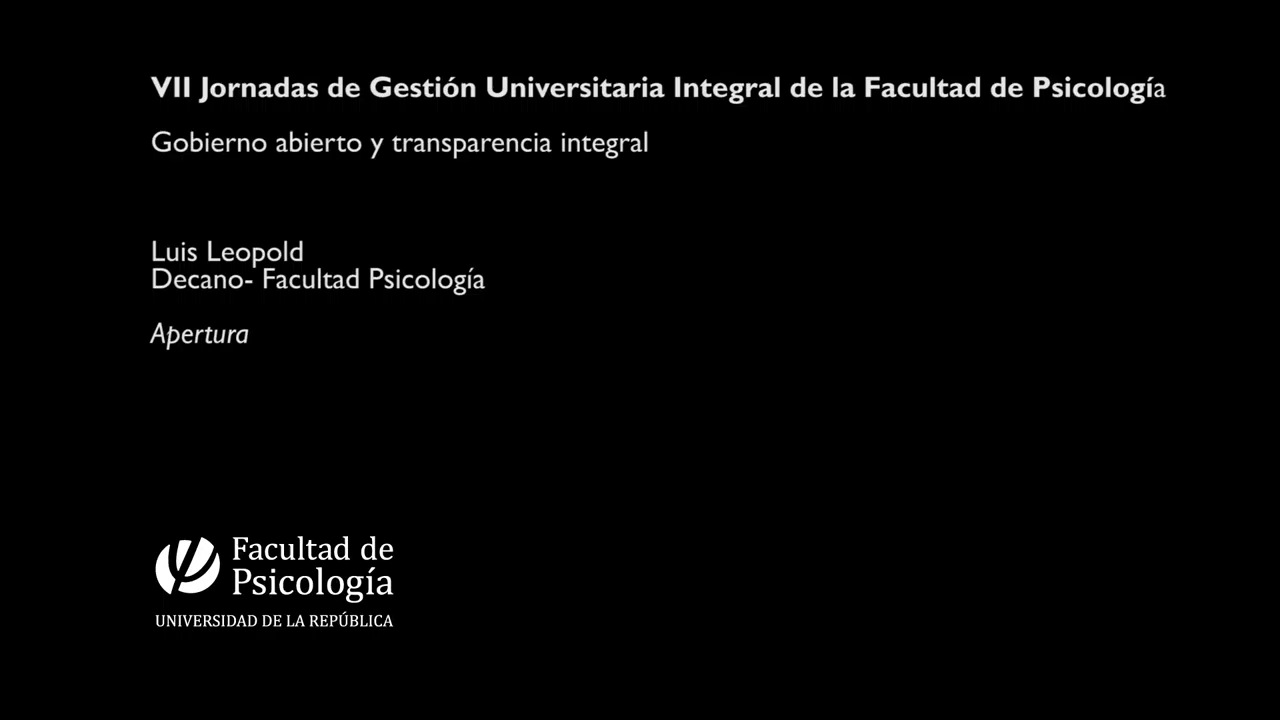 VII Jornadas de Gestión Universitaria Integral de la Facultad de Psicología
Gobierno abierto y transparencia integral
Luis Leopold
Decano- Facultad Psicología
Apertura
Facultad de
Psicología
UNIVERSIDAD DE LA REPÚBLICA